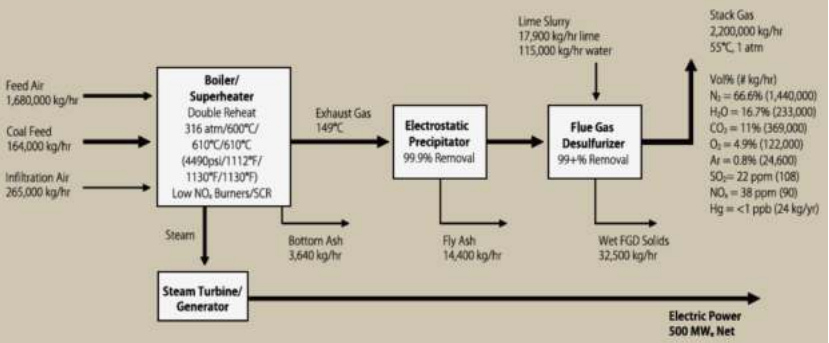 Feed Air
1,680,000 kg/hr
Coal Feed
164,000 kg/hr
Infiltration Air
265,000 kg/hr
Boiler/
Superheater
Double Reheat
316 atm/600°C/
610°C/610°C
(4490psi/1112°F/
1130°F/1130°F)
Low NOₓ Burners/SCR
Steam
Steam Turbine/
Generator
Bottom Ash
3,640 kg/hr
Exhaust Gas
149°C
Electrostatic
Precipitator
99.9% Removal
Fly Ash
14,400 kg/hr
Lime Slurry
17,900 kg/hr lime
115,000 kg/hr water
Flue Gas
Desulfurizer
99+% Removal
Wet FGD Solids
32,500 kg/hr
Stack Gas
2,200,000 kg/hr
55°C, 1 atm
Vol% (# kg/hr)
N₂ = 66.6% (1,440,000)
H₂O = 16.7% (233,000)
CO₂ = 11% (369,000)
O₂ = 4.9% (122,000)
Ar = 0.8% (24,600)
SO₂= 22 ppm (108)
NOₓ = 38 ppm (90)
Hg = <1 ppb (24 kg/yr)
Electric Power
500 MWₑ Net